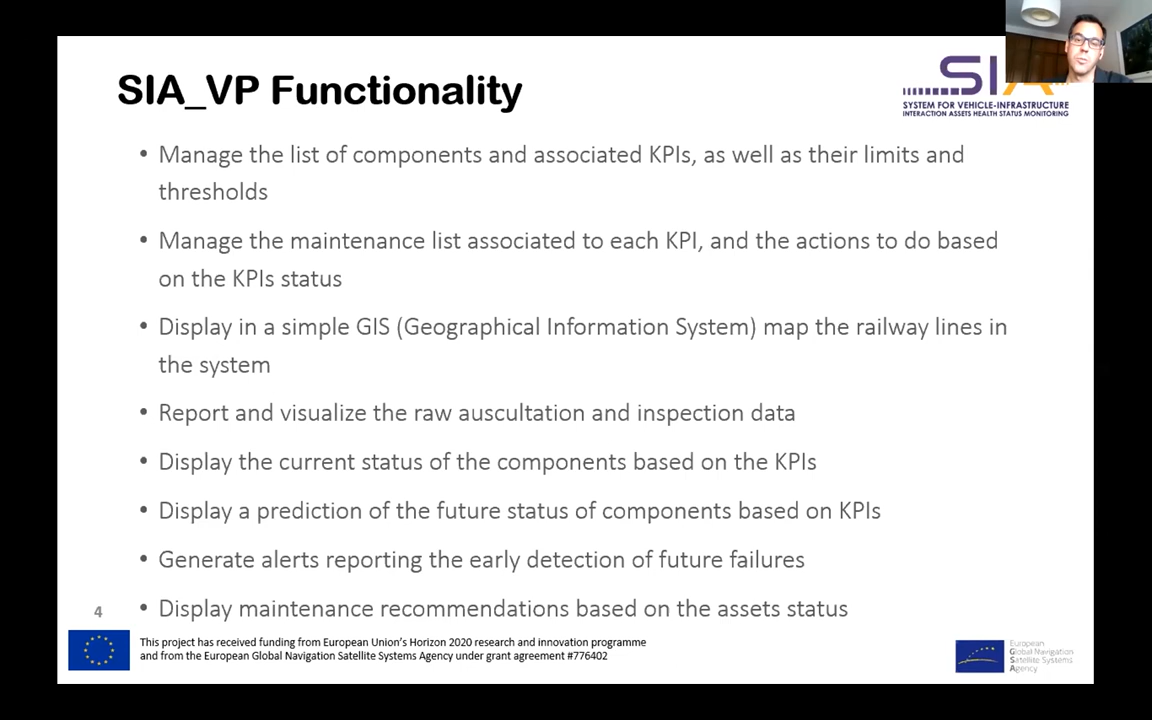 SIA_VP Functionality
SI
SYSTEM FOR VEHICLE-INFRASTRUCTURE
INTERACTION ASSETS HEALTH STATUS MONITORING
• Manage the list of components and associated KPIs, as well as their limits and
thresholds
• Manage the maintenance list associated to each KPI, and the actions to do based
on the KPIs status
• Display in a simple GIS (Geographical Information System) map the railway lines in
the system
• Report and visualize the raw auscultation and inspection data
• Display the current status of the components based on the KPIs
• Display a prediction of the future status of components based on KPIs
• Generate alerts reporting the early detection of future failures
• Display maintenance recommendations based on the assets status
4
This project has received funding from European Union's Horizon 2020 research and innovation programme
and from the European Global Navigation Satellite Systems Agency under grant agreement #776402
European
Global Navigation
Satellite Systems
Agency